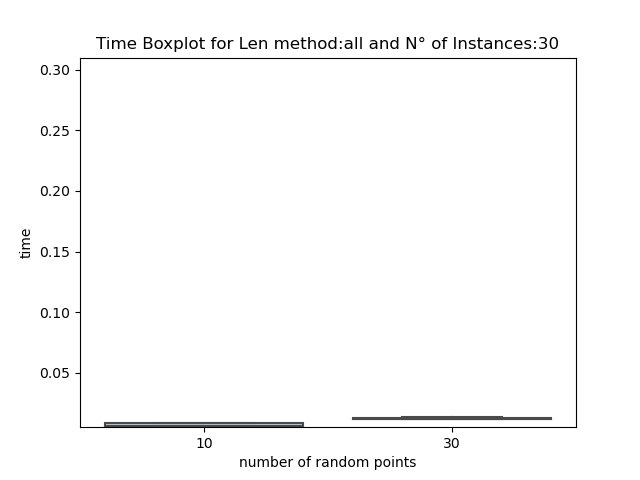 Time Boxplot for Len method:all and N° of Instances:30
0.30
0.25
0.20
0.15
0.10
0.05
time
10 30
number of random points